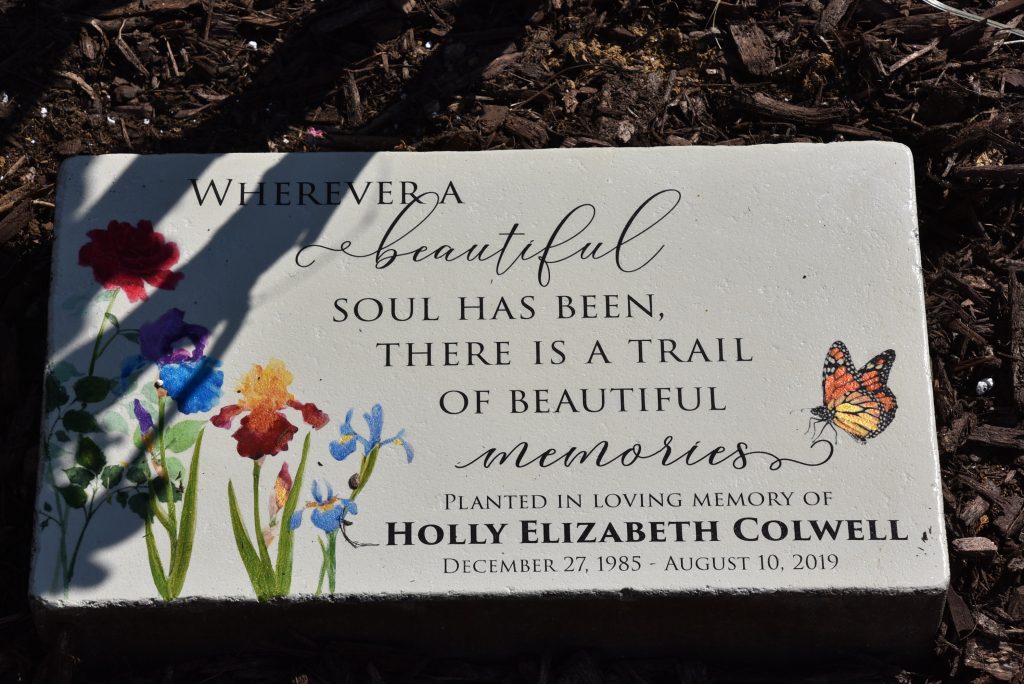 WHEREVER A
beautiful
SOUL HAS BEEN,
THERE IS A TRAIL
OF BEAUTIFUL
memories
PLANTED IN LOVING MEMORY OF
HOLLY ELIZABETH COLWELL
DECEMBER 27, 1985 - AUGUST 10, 2019